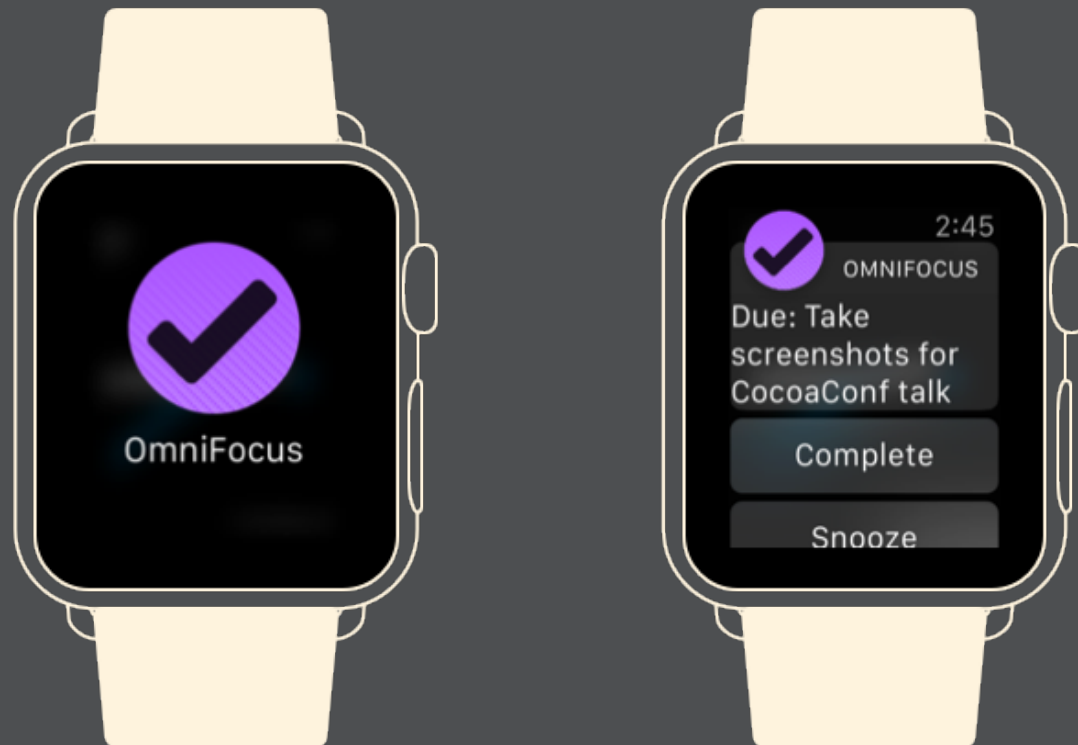 OmniFocus
2:45
OMNIFOCUS
Due: Take
screenshots for
CocoaConf talk
Complete
Snooze